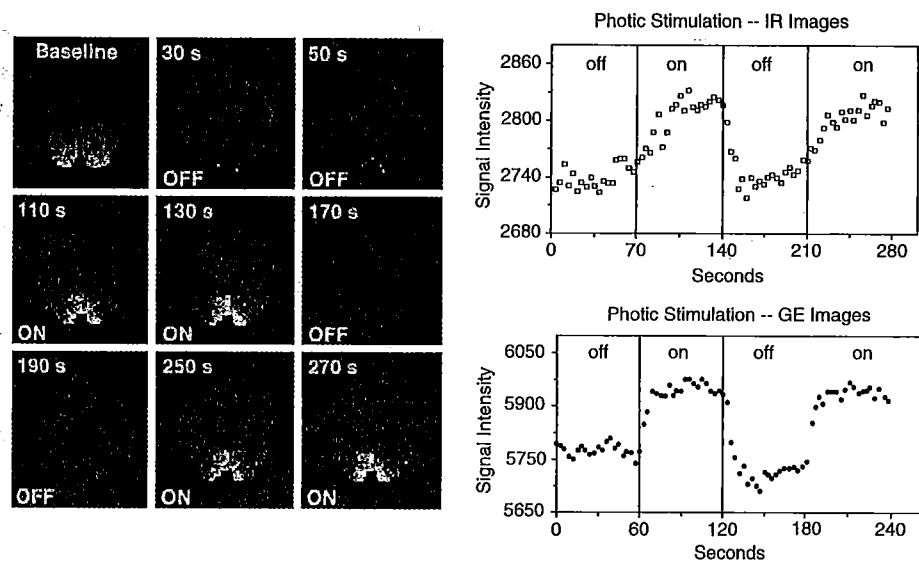 Baseline
30 s
OFF
50 s
OFF
110 s
ON
130 s
ON
170 s
OFF
190 s
OFF
250 s
ON
270 s
ON
Photic Stimulation -- IR Images
off on off on
2860
2800
2740
2680
Signal Intensity
0 70 140 210 280
Seconds
Photic Stimulation -- GE Images
off on off on
6050
5900
5750
5650
Signal Intensity
0 60 120 180 240
Seconds